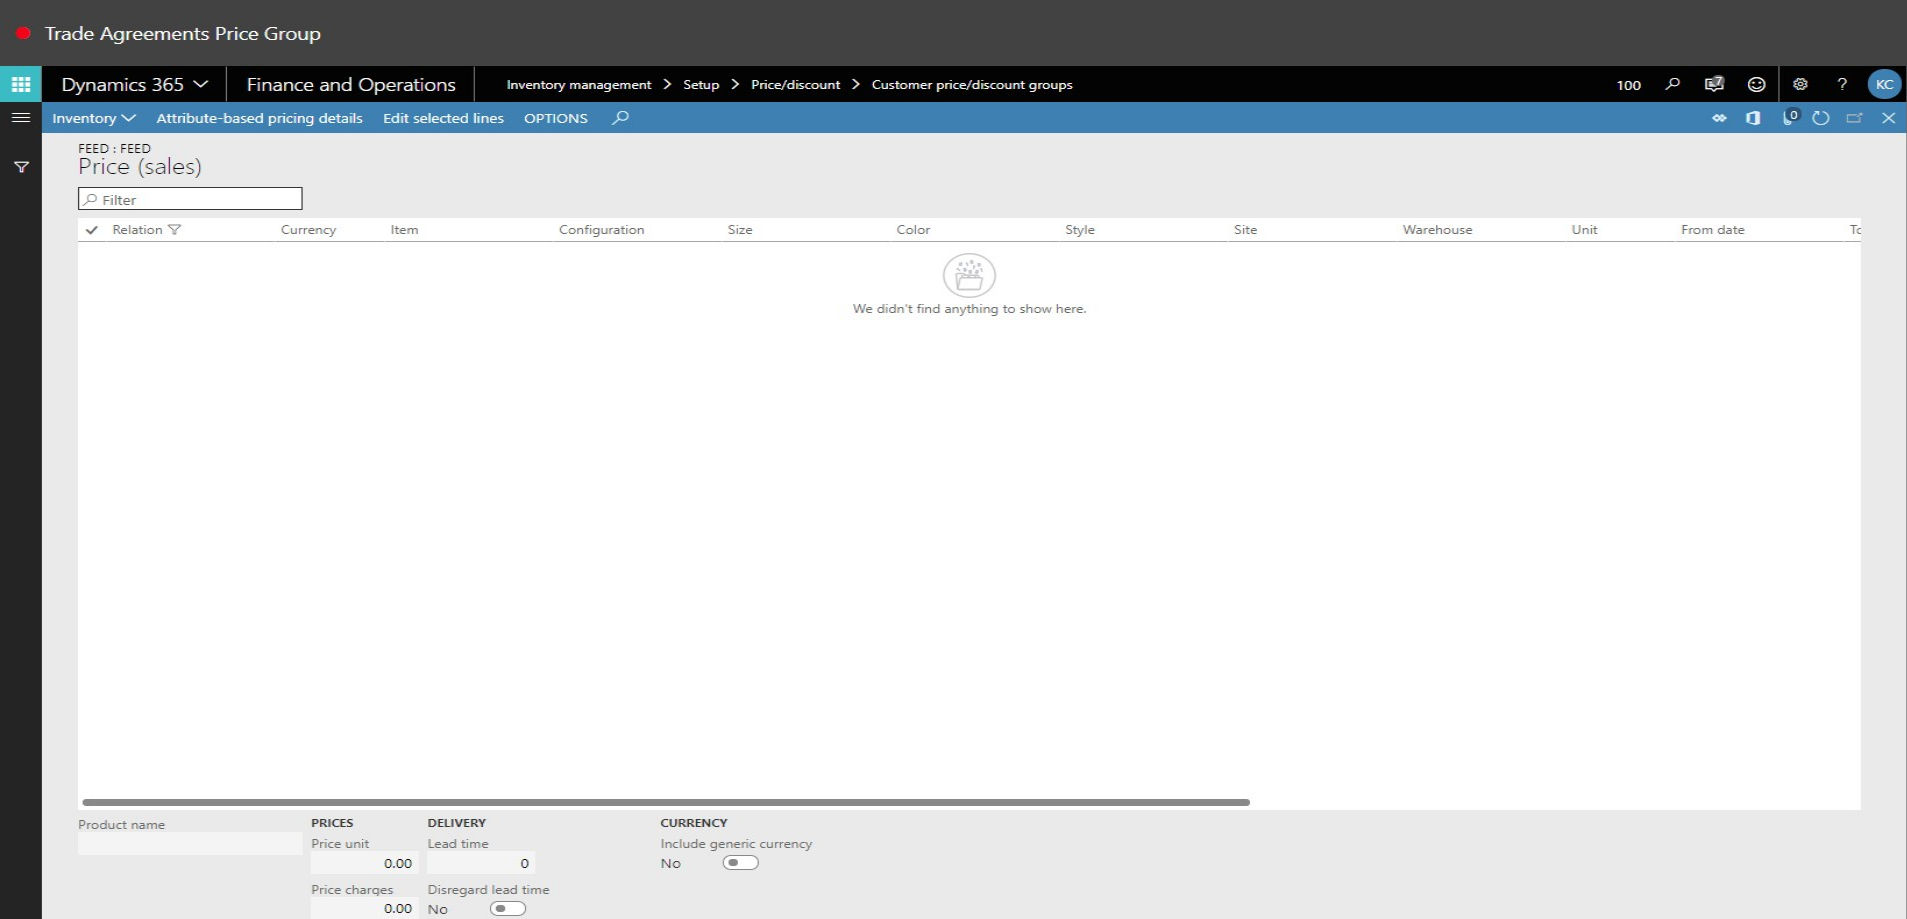 Trade Agreements Price Group
Dynamics 365 Finance and Operations Inventory management > Setup > Price/discount > Customer price/discount groups 100 7 ? KC
Inventory Attribute-based pricing details Edit selected lines OPTIONS 0
FEED : FEED
Price (sales)
Filter
Relation Currency Item Configuration Size Color Style Site Warehouse Unit From date
We didn't find anything to show here.
Product name PRICES DELIVERY CURRENCY
Price unit Lead time Include generic currency
0.00 0 No
Price charges Disregard lead time
0.00 No